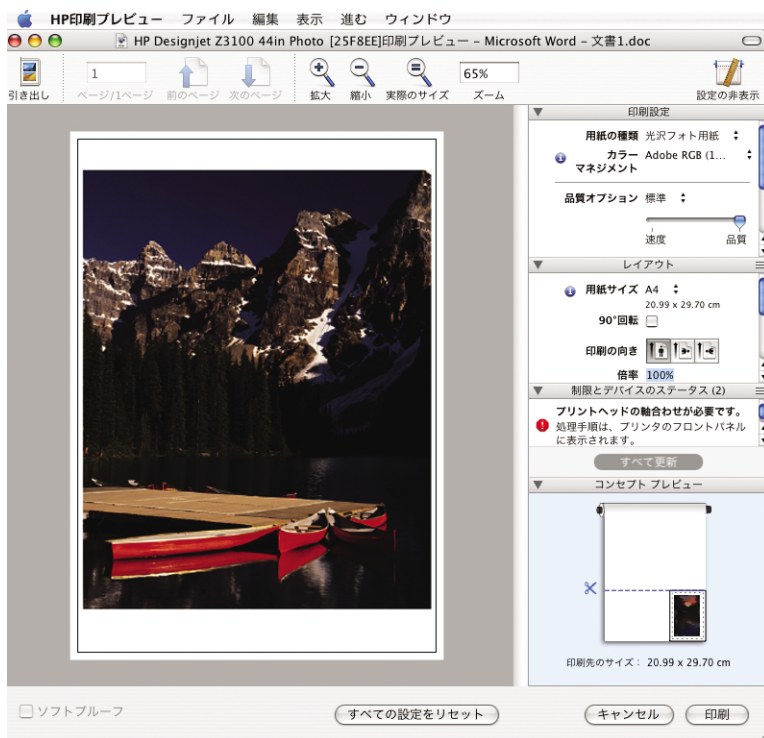 HP印刷プレビュー ファイル 編集 表示 進む ウィンドウ
HP Designjet Z3100 44in Photo [25F8EE]印刷プレビュー – Microsoft Word – 文書1.doc
1
65%
引き出し ページ/1ページ 前のページ 次のページ 拡大 縮小 実際のサイズ ズーム 設定の非表示
印刷設定
用紙の種類 光沢フォト用紙
カラーマネジメント Adobe RGB (1...
品質オプション 標準
速度 品質
レイアウト
用紙サイズ A4
20.99 x 29.70 cm
90°回転
印刷の向き
倍率 100%
制限とデバイスのステータス (2)
プリントヘッドの軸合わせが必要です。
処理手順は、プリンタのフロントパネル
に表示されます。
すべて更新
コンセプト プレビュー
印刷先のサイズ： 20.99 x 29.70 cm
ソフトプルーフ すべての設定をリセット キャンセル 印刷